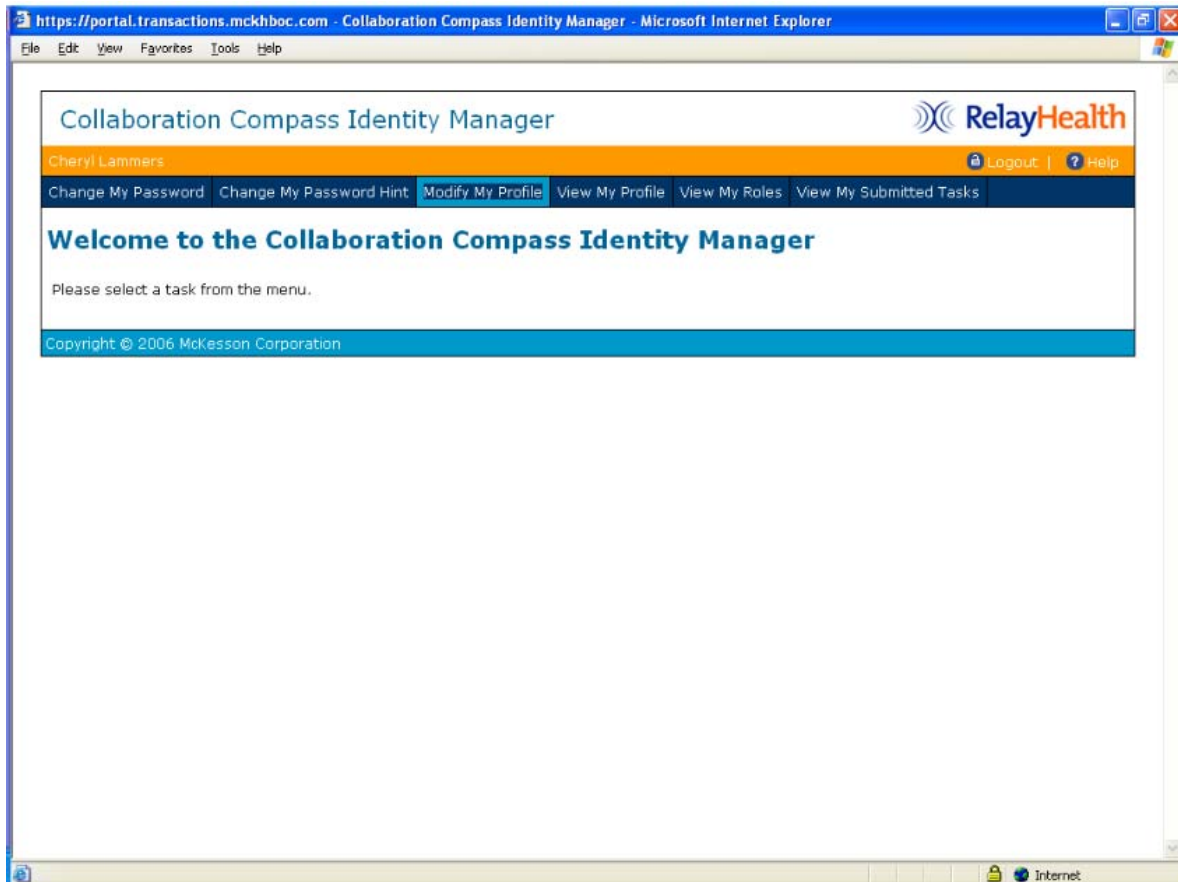 https://portal.transactions.mckhboc.com - Collaboration Compass Identity Manager - Microsoft Internet Explorer
File Edit View Favorites Tools Help
Collaboration Compass Identity Manager RelayHealth
Cheryl Lammers Logout | ? Help
Change My Password Change My Password Hint Modify My Profile View My Profile View My Roles View My Submitted Tasks
Welcome to the Collaboration Compass Identity Manager
Please select a task from the menu.
Copyright © 2006 McKesson Corporation
Internet